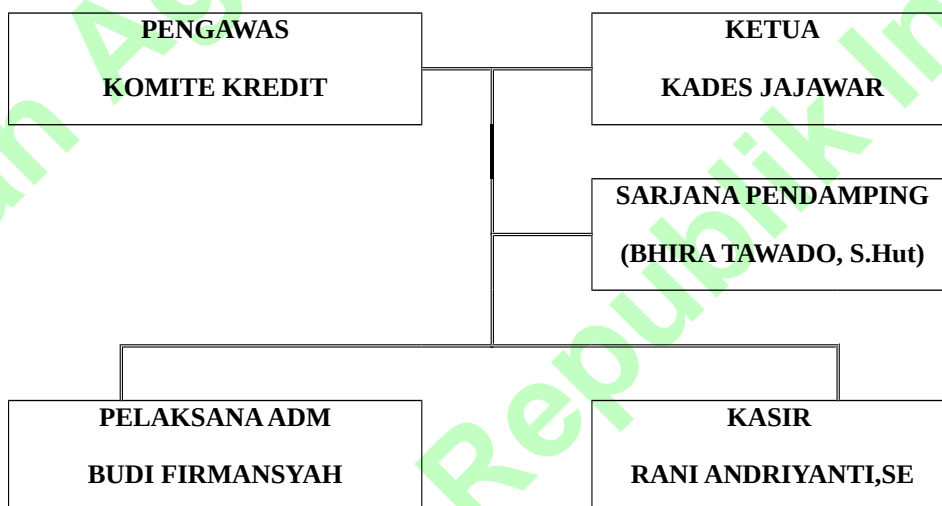 PENGAWAS
KOMITE KREDIT
KETUA
KADES JAJAWAR
SARJANA PENDAMPING
(BHIRA TAWADO, S.Hut)
PELAKSANA ADM
BUDI FIRMANSYAH
KASIR
RANI ANDRIYANTI,SE
Republik